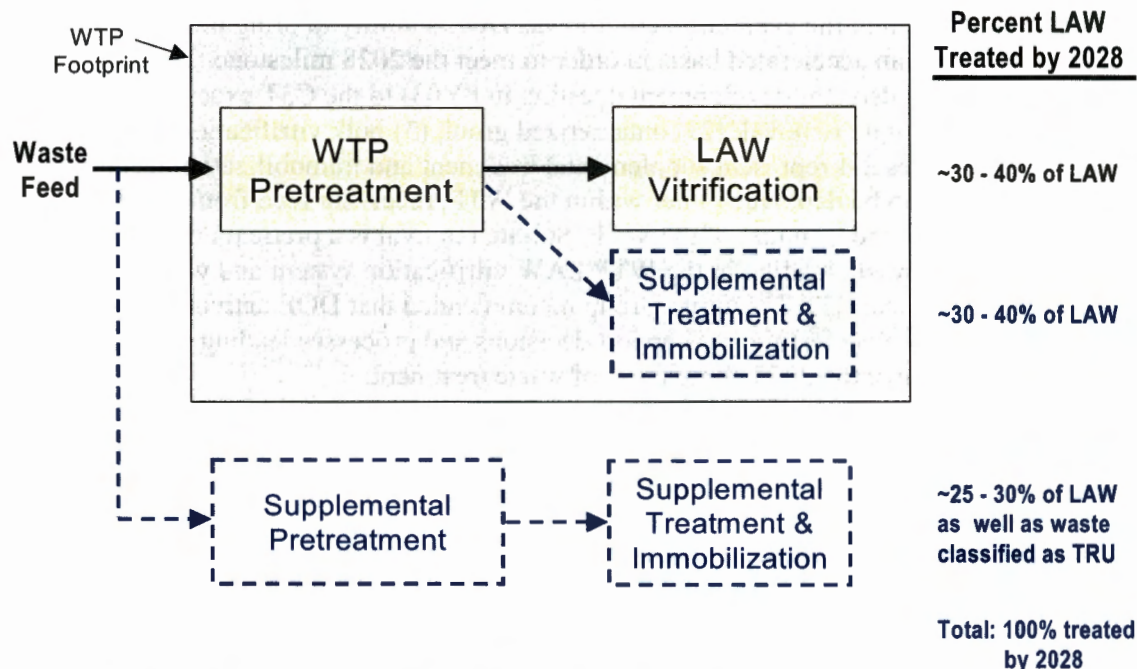 Percent LAW
Treated by 2028
WTP
Footprint
Waste
Feed
WTP
Pretreatment
LAW
Vitrification
~30 - 40% of LAW
Supplemental
Treatment &
Immobilization
~30 - 40% of LAW
Supplemental
Pretreatment
Supplemental
Treatment &
Immobilization
~25 - 30% of LAW
as well as waste
classified as TRU
Total: 100% treated
by 2028